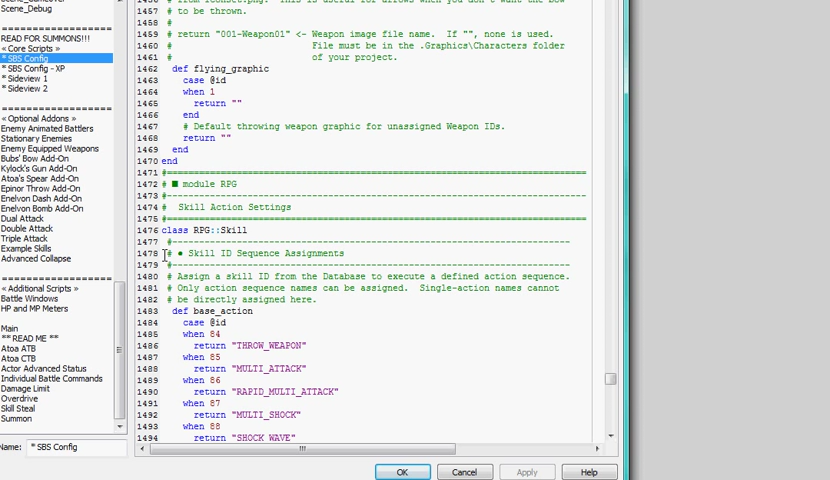 Scene_Debug
====================
READ FOR SUMMONS!!!
< Core Scripts >
* SBS Config
* SBS Config - XP
* Sideview 1
* Sideview 2
====================
< Optional Addons >
Enemy Animated Battlers
Stationary Enemies
Enemy Equipped Weapons
Bubs' Bow Add-On
Kylock's Gun Add-On
Atoa's Spear Add-On
Epinor Throw Add-On
Enelvon Dash Add-On
Enelvon Bomb Add-On
Dual Attack
Double Attack
Triple Attack
Example Skills
Advanced Collapse
====================
< Additional Scripts >
Battle Windows
HP and MP Meters
Main
** READ ME **
Atoa ATB
Atoa CTB
Actor Advanced Status
Individual Battle Commands
Damage Limit
Overdrive
Skill Steal
Summon
Name: * SBS Config
1457 # to be thrown.
1458 #
1459 # return "001-Weapon01" <- Weapon image file name.  If "", none is used.
1460 # File must be in the .Graphics\Characters folder
1461 # of your project.
1462 def flying_graphic
1463 case @id
1464 when 1
1465 return ""
1466 end
1467 # Default throwing weapon graphic for unassigned Weapon IDs.
1468 return ""
1469 end
1470 end
1471 #==============================================================================
1472 # ■ module RPG
1473 #------------------------------------------------------------------------------
1474 #  Skill Action Settings
1475 #==============================================================================
1476 class RPG::Skill
1477 #--------------------------------------------------------------------------
1478 # ● Skill ID Sequence Assignments
1479 #--------------------------------------------------------------------------
1480 # Assign a skill ID from the Database to execute a defined action sequence.
1481 # Only action sequence names can be assigned.  Single-action names cannot
1482 # be directly assigned here.
1483 def base_action
1484 case @id
1485 when 84
1486 return "THROW_WEAPON"
1487 when 85
1488 return "MULTI_ATTACK"
1489 when 86
1490 return "RAPID_MULTI_ATTACK"
1491 when 87
1492 return "MULTI_SHOCK"
1493 when 88
1494 return "SHOCK_WAVE"
OK Cancel Apply Help